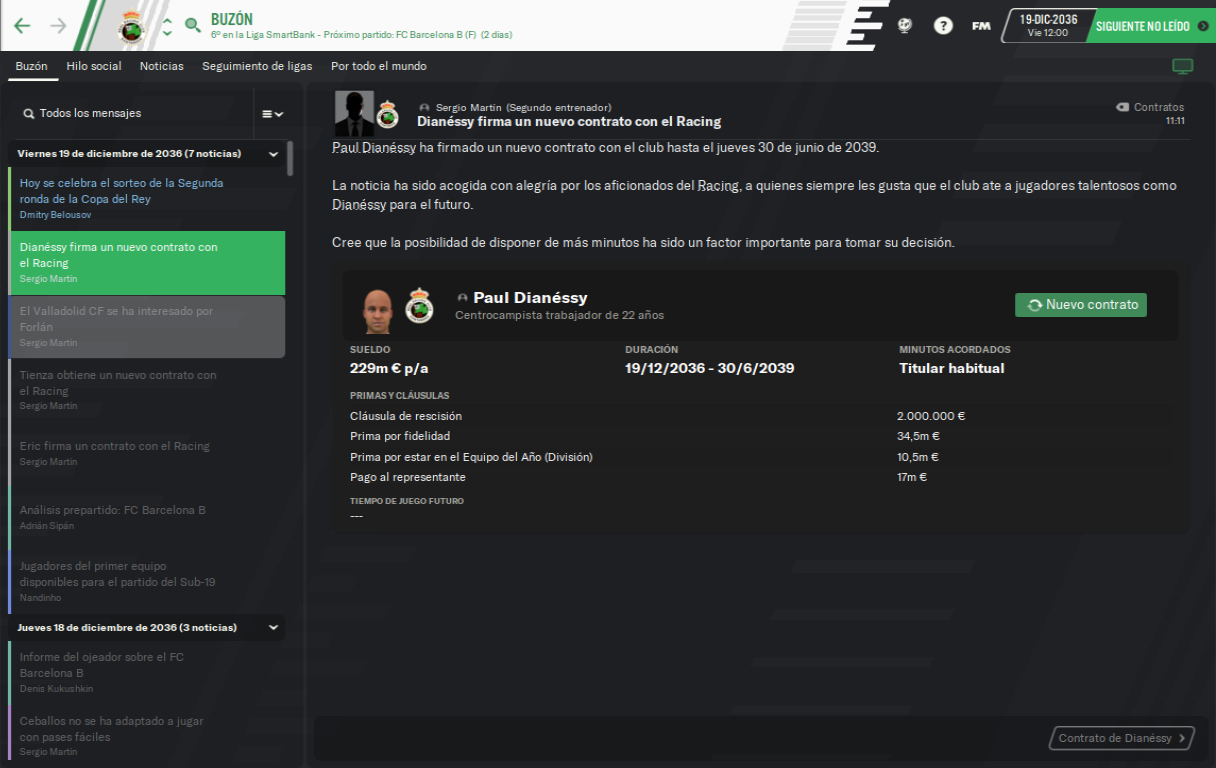 BUZÓN
6º en la Liga SmartBank - Próximo partido: FC Barcelona B (F) (2 días)
?
FM
19-DIC-2036
Vie 12:00
SIGUIENTE NO LEÍDO
Buzón Hilo social Noticias Seguimiento de ligas Por todo el mundo
Todos los mensajes
Viernes 19 de diciembre de 2036 (7 noticias)
Hoy se celebra el sorteo de la Segunda
ronda de la Copa del Rey
Dmitry Belousov
Dianéssy firma un nuevo contrato con
el Racing
Sergio Martín
El Valladolid CF se ha interesado por
Forlán
Sergio Martín
Tienza obtiene un nuevo contrato con
el Racing
Sergio Martín
Eric firma un contrato con el Racing
Sergio Martín
Análisis prepartido: FC Barcelona B
Adrián Sipán
Jugadores del primer equipo
disponibles para el partido del Sub-19
Nandinho
Jueves 18 de diciembre de 2036 (3 noticias)
Informe del ojeador sobre el FC
Barcelona B
Denis Kukushkin
Ceballos no se ha adaptado a jugar
con pases fáciles
Sergio Martín
Sergio Martín (Segundo entrenador)
Dianéssy firma un nuevo contrato con el Racing
Contratos
11:11
Paul Dianéssy ha firmado un nuevo contrato con el club hasta el jueves 30 de junio de 2039.
La noticia ha sido acogida con alegría por los aficionados del Racing, a quienes siempre les gusta que el club ate a jugadores talentosos como
Dianéssy para el futuro.
Cree que la posibilidad de disponer de más minutos ha sido un factor importante para tomar su decisión.
Paul Dianéssy
Centrocampista trabajador de 22 años
Nuevo contrato
SUELDO DURACIÓN MINUTOS ACORDADOS
229m € p/a 19/12/2036 - 30/6/2039 Titular habitual
PRIMAS Y CLÁUSULAS
Cláusula de rescisión 2.000.000 €
Prima por fidelidad 34,5m €
Prima por estar en el Equipo del Año (División) 10,5m €
Pago al representante 17m €
TIEMPO DE JUEGO FUTURO
---
Contrato de Dianéssy